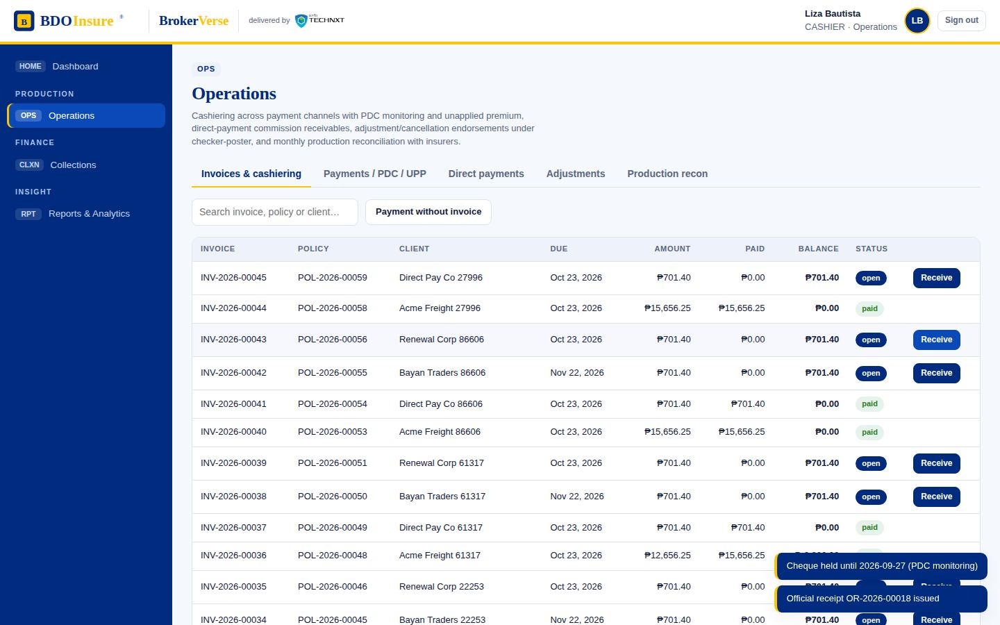 B BDOInsure ®
BrokerVerse
delivered by
TECHNXT
Liza Bautista
CASHIER · Operations
LB
Sign out
HOME Dashboard
PRODUCTION
OPS Operations
FINANCE
CLXN Collections
INSIGHT
RPT Reports & Analytics
OPS
Operations
Cashiering across payment channels with PDC monitoring and unapplied premium,
direct-payment commission receivables, adjustment/cancellation endorsements under
checker-poster, and monthly production reconciliation with insurers.
Invoices & cashiering Payments / PDC / UPP Direct payments Adjustments Production recon
Search invoice, policy or client… Payment without invoice
INVOICE POLICY CLIENT DUE AMOUNT PAID BALANCE STATUS
INV-2026-00045 POL-2026-00059 Direct Pay Co 27996 Oct 23, 2026 ₱701.40 ₱0.00 ₱701.40 open Receive
INV-2026-00044 POL-2026-00058 Acme Freight 27996 Oct 23, 2026 ₱15,656.25 ₱15,656.25 ₱0.00 paid
INV-2026-00043 POL-2026-00056 Renewal Corp 86606 Oct 23, 2026 ₱701.40 ₱0.00 ₱701.40 open Receive
INV-2026-00042 POL-2026-00055 Bayan Traders 86606 Nov 22, 2026 ₱701.40 ₱0.00 ₱701.40 open Receive
INV-2026-00041 POL-2026-00054 Direct Pay Co 86606 Oct 23, 2026 ₱701.40 ₱701.40 ₱0.00 paid
INV-2026-00040 POL-2026-00053 Acme Freight 86606 Oct 23, 2026 ₱15,656.25 ₱15,656.25 ₱0.00 paid
INV-2026-00039 POL-2026-00051 Renewal Corp 61317 Oct 23, 2026 ₱701.40 ₱0.00 ₱701.40 open Receive
INV-2026-00038 POL-2026-00050 Bayan Traders 61317 Nov 22, 2026 ₱701.40 ₱0.00 ₱701.40 open Receive
INV-2026-00037 POL-2026-00049 Direct Pay Co 61317 Oct 23, 2026 ₱701.40 ₱701.40 ₱0.00 paid
INV-2026-00036 POL-2026-00048 Acme Freight 61317 Oct 23, 2026 ₱12,656.25 ₱15,656.25
Cheque held until 2026-09-27 (PDC monitoring)
INV-2026-00035 POL-2026-00046 Renewal Corp 22253 Oct 23, 2026 ₱701.40 ₱0.00 ₱701.40 Receive
Official receipt OR-2026-00018 issued
INV-2026-00034 POL-2026-00045 Bayan Traders 22253 Nov 22, 2026 ₱701.40 ₱0.00 ₱701.40 open Receive